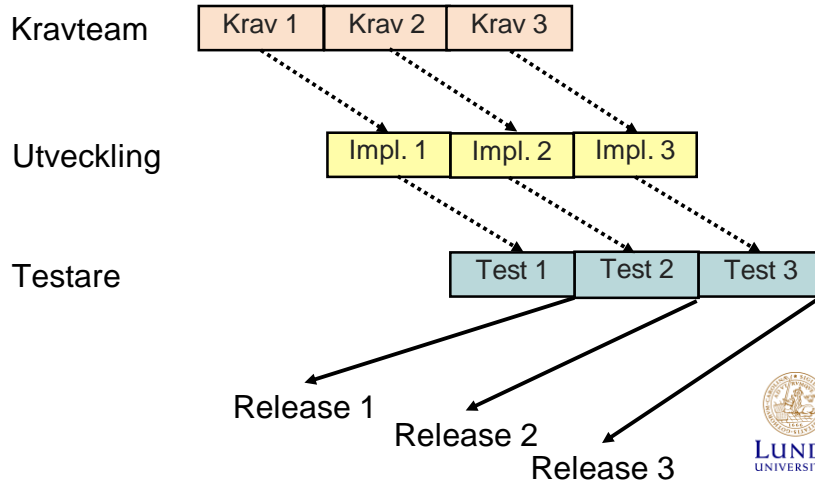 Kravteam
Krav 1 Krav 2 Krav 3
Utveckling
Impl. 1 Impl. 2 Impl. 3
Testare
Test 1 Test 2 Test 3
Release 1
Release 2
Release 3